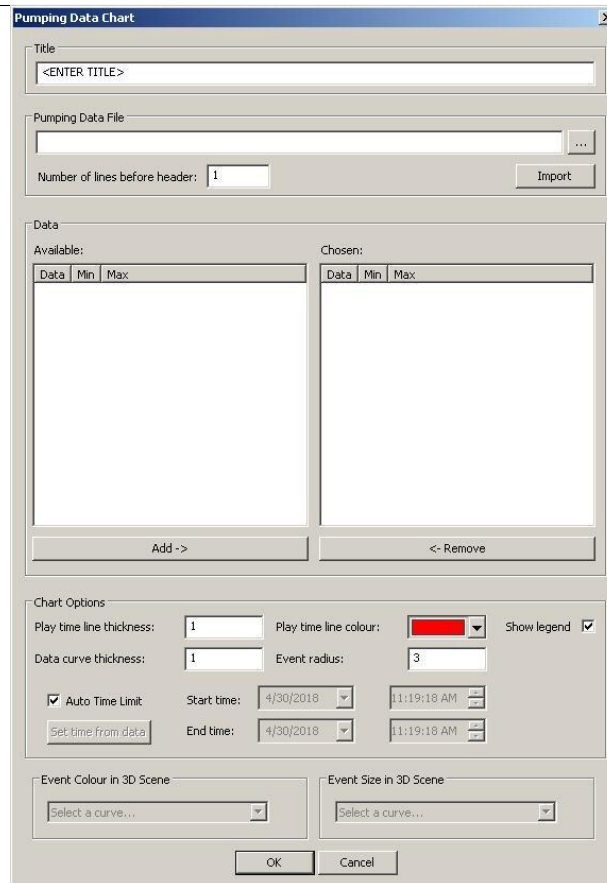 Pumping Data Chart
Title
<ENTER TITLE>
Pumping Data File
...
Number of lines before header: 1 Import
Data
Available: Chosen:
Data Min Max Data Min Max
Add -> <- Remove
Chart Options
Play time line thickness: 1 Play time line colour: Show legend
Data curve thickness: 1 Event radius: 3
Auto Time Limit Start time: 4/30/2018 11:19:18 AM
Set time from data End time: 4/30/2018 11:19:18 AM
Event Colour in 3D Scene Event Size in 3D Scene
Select a curve... Select a curve...
OK Cancel